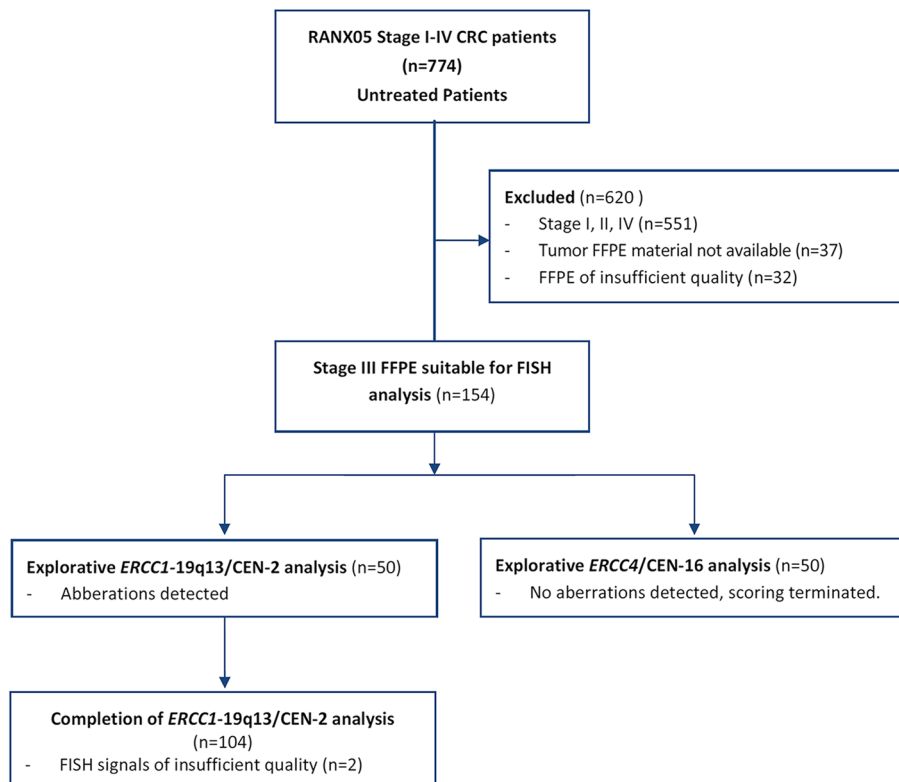 RANX05 Stage I-IV CRC patients
(n=774)
Untreated Patients
Excluded (n=620 )
- Stage I, II, IV (n=551)
- Tumor FFPE material not available (n=37)
- FFPE of insufficient quality (n=32)
Stage III FFPE suitable for FISH
analysis (n=154)
Explorative ERCC1-19q13/CEN-2 analysis (n=50)
- Abberations detected
Explorative ERCC4/CEN-16 analysis (n=50)
- No aberrations detected, scoring terminated.
Completion of ERCC1-19q13/CEN-2 analysis
(n=104)
- FISH signals of insufficient quality (n=2)